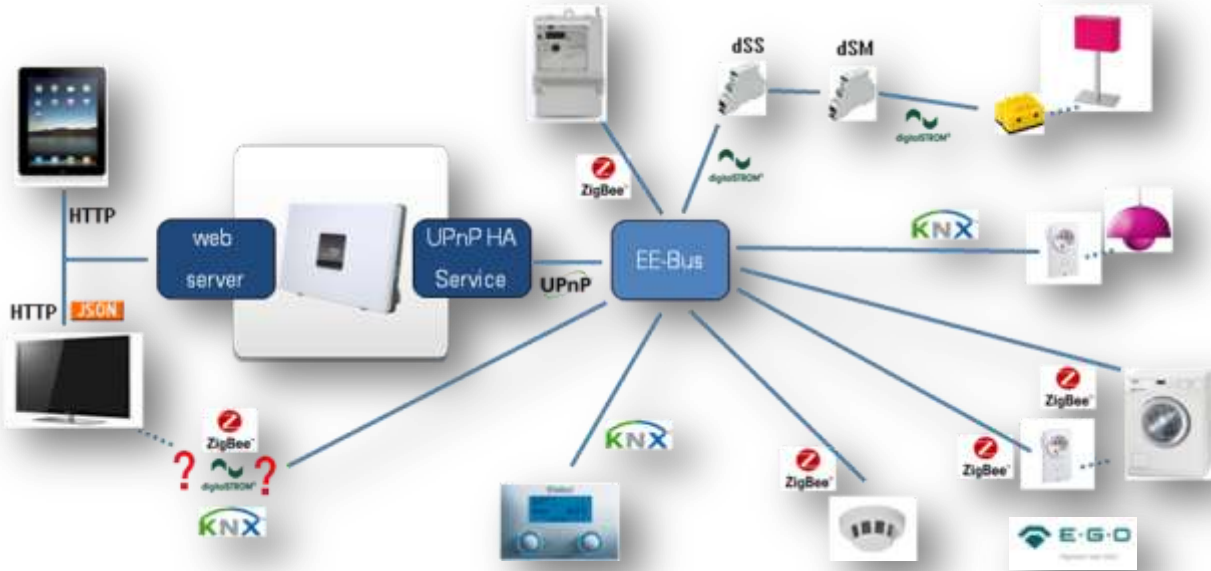 dSS
dSM
digitalSTROM
ZigBee
digitalSTROM
HTTP
web
server
UPnP HA
Service
UPnP
EE-Bus
KNX
HTTP
JSON
ZigBee
? digitalSTROM ?
KNX
KNX
ZigBee
ZigBee
ZigBee
E·G·O